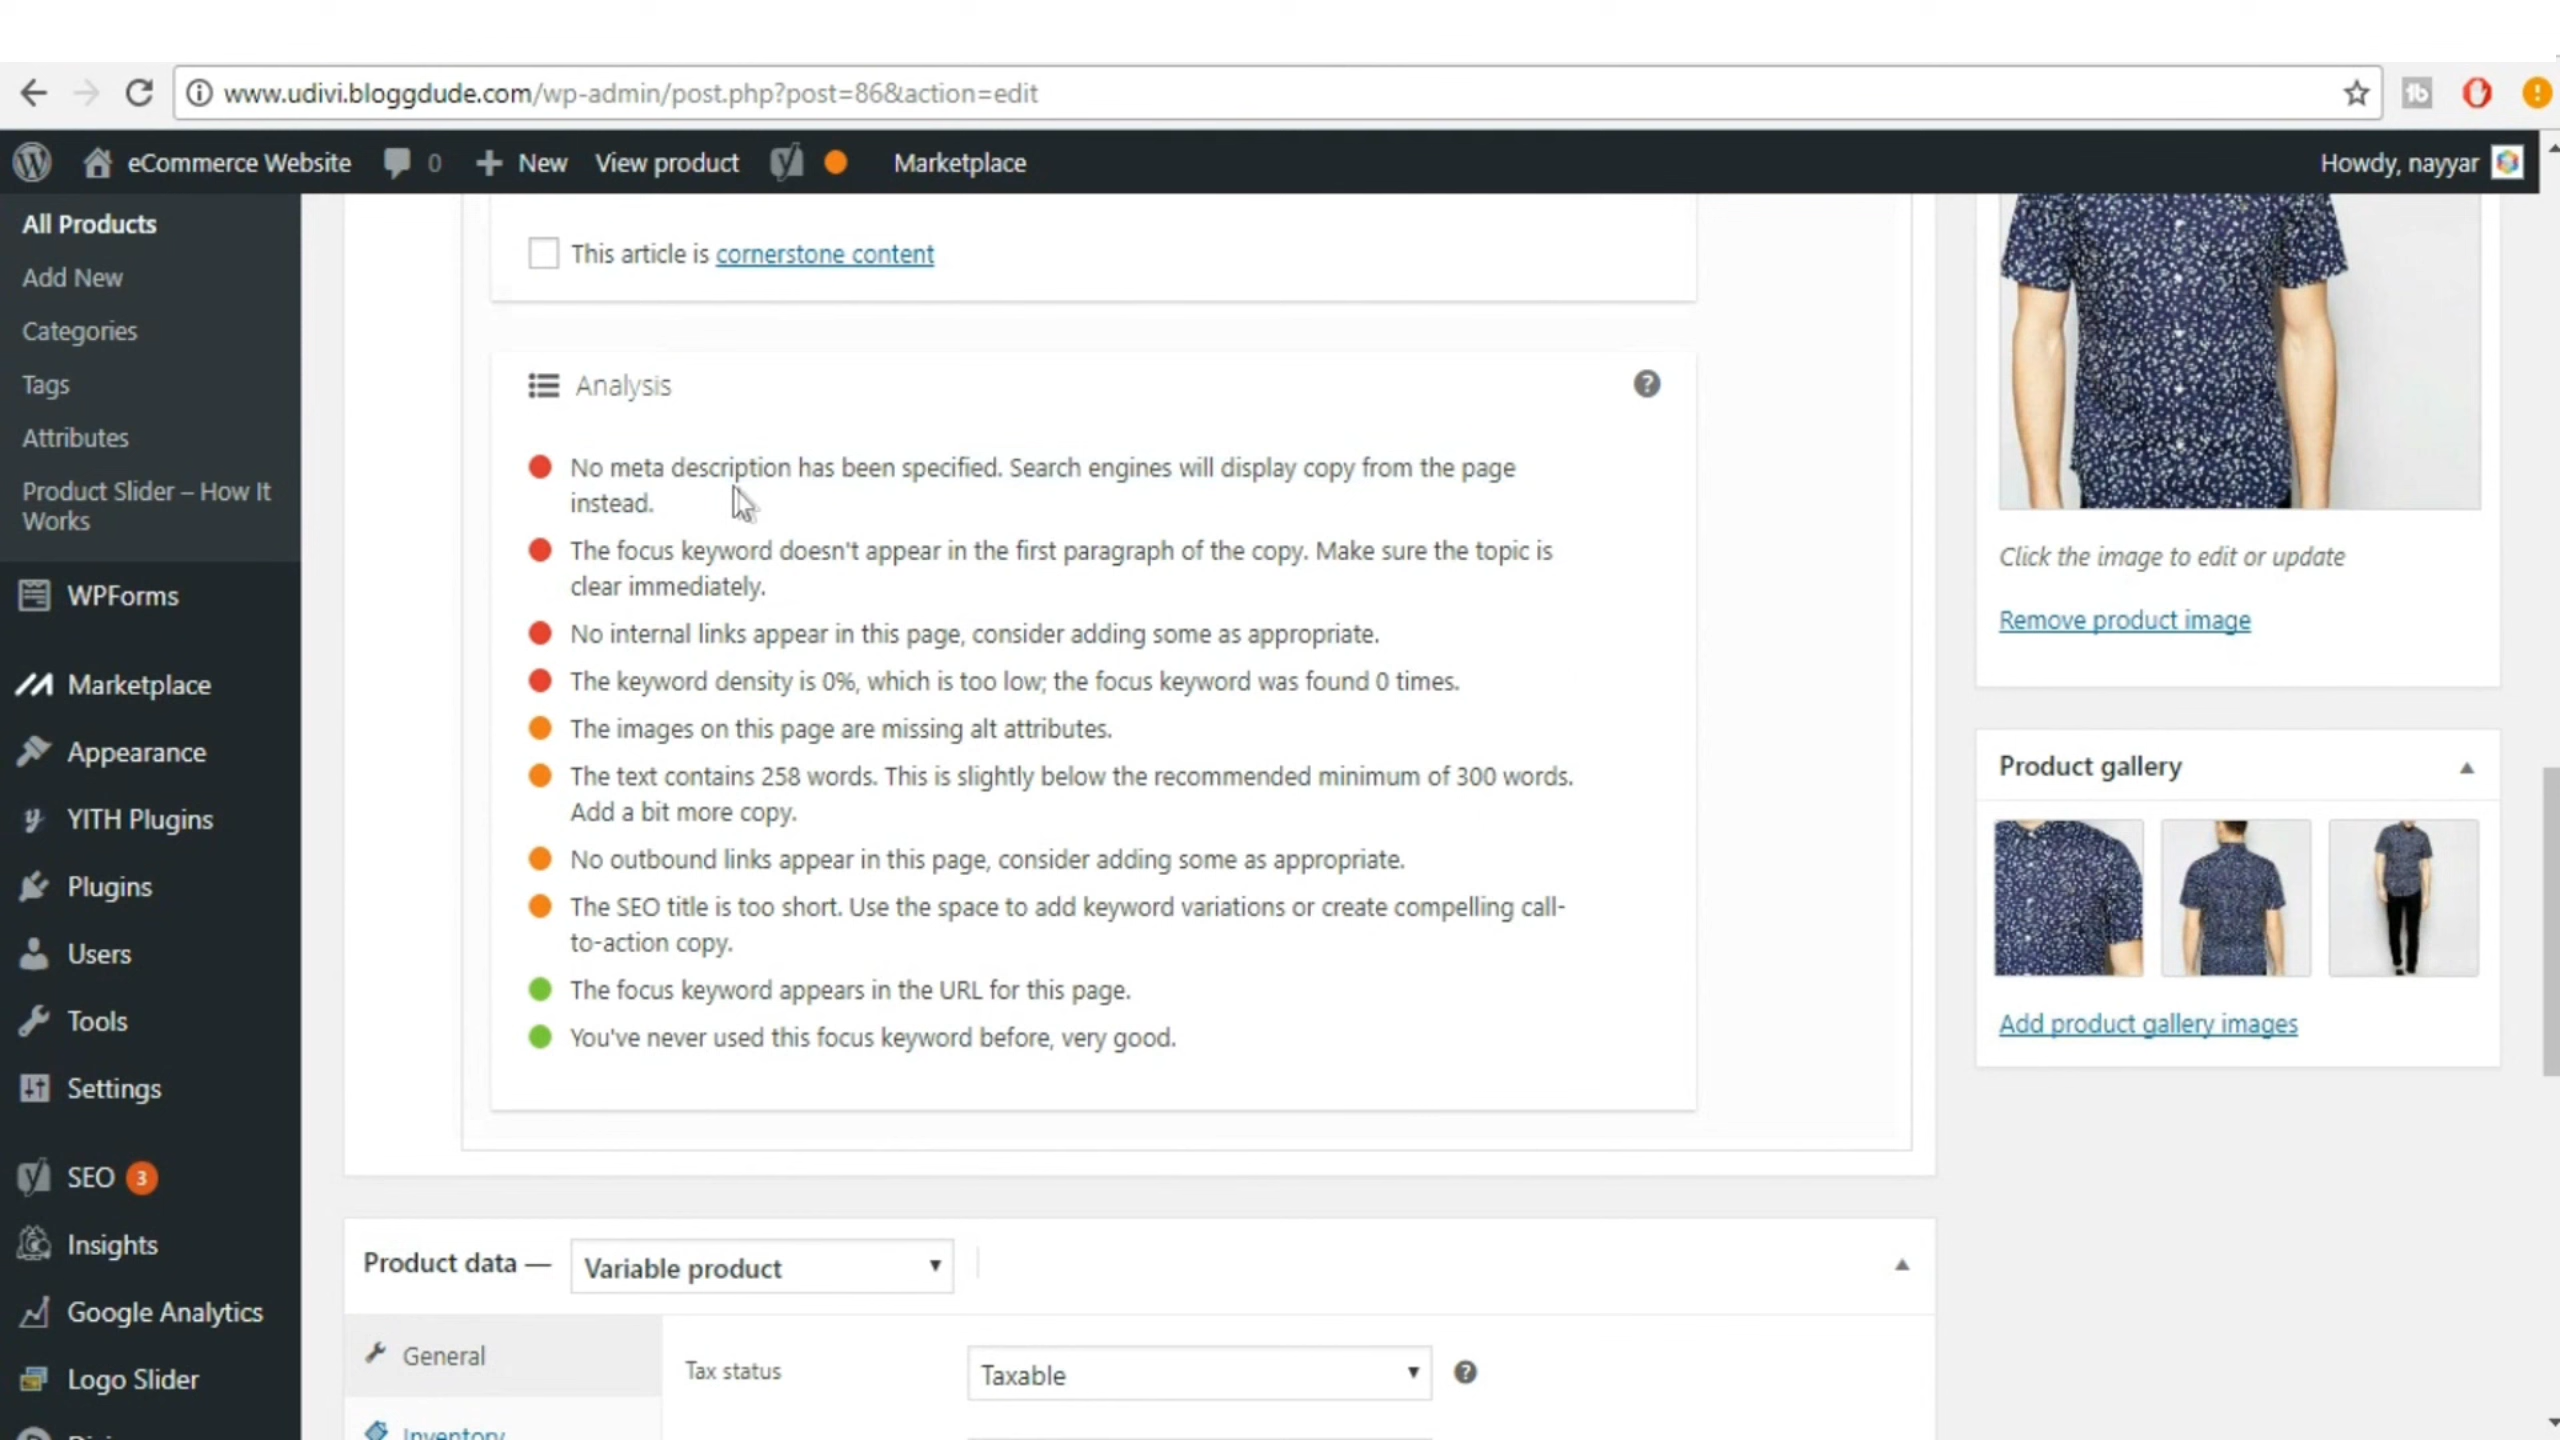 www.udivi.bloggdude.com/wp-admin/post.php?post=86&action=edit
eCommerce Website
0
New
View product
Marketplace
Howdy, nayyar
All Products
Add New
Categories
Tags
Attributes
Product Slider – How It
Works
WPForms
Marketplace
Appearance
YITH Plugins
Plugins
Users
Tools
Settings
SEO 3
Insights
Google Analytics
Logo Slider
This article is cornerstone content
Analysis
No meta description has been specified. Search engines will display copy from the page
instead.
The focus keyword doesn't appear in the first paragraph of the copy. Make sure the topic is
clear immediately.
No internal links appear in this page, consider adding some as appropriate.
The keyword density is 0%, which is too low; the focus keyword was found 0 times.
The images on this page are missing alt attributes.
The text contains 258 words. This is slightly below the recommended minimum of 300 words.
Add a bit more copy.
No outbound links appear in this page, consider adding some as appropriate.
The SEO title is too short. Use the space to add keyword variations or create compelling call-
to-action copy.
The focus keyword appears in the URL for this page.
You've never used this focus keyword before, very good.
Product data —
Variable product
General
Inventory
Tax status
Taxable
Click the image to edit or update
Remove product image
Product gallery
Add product gallery images